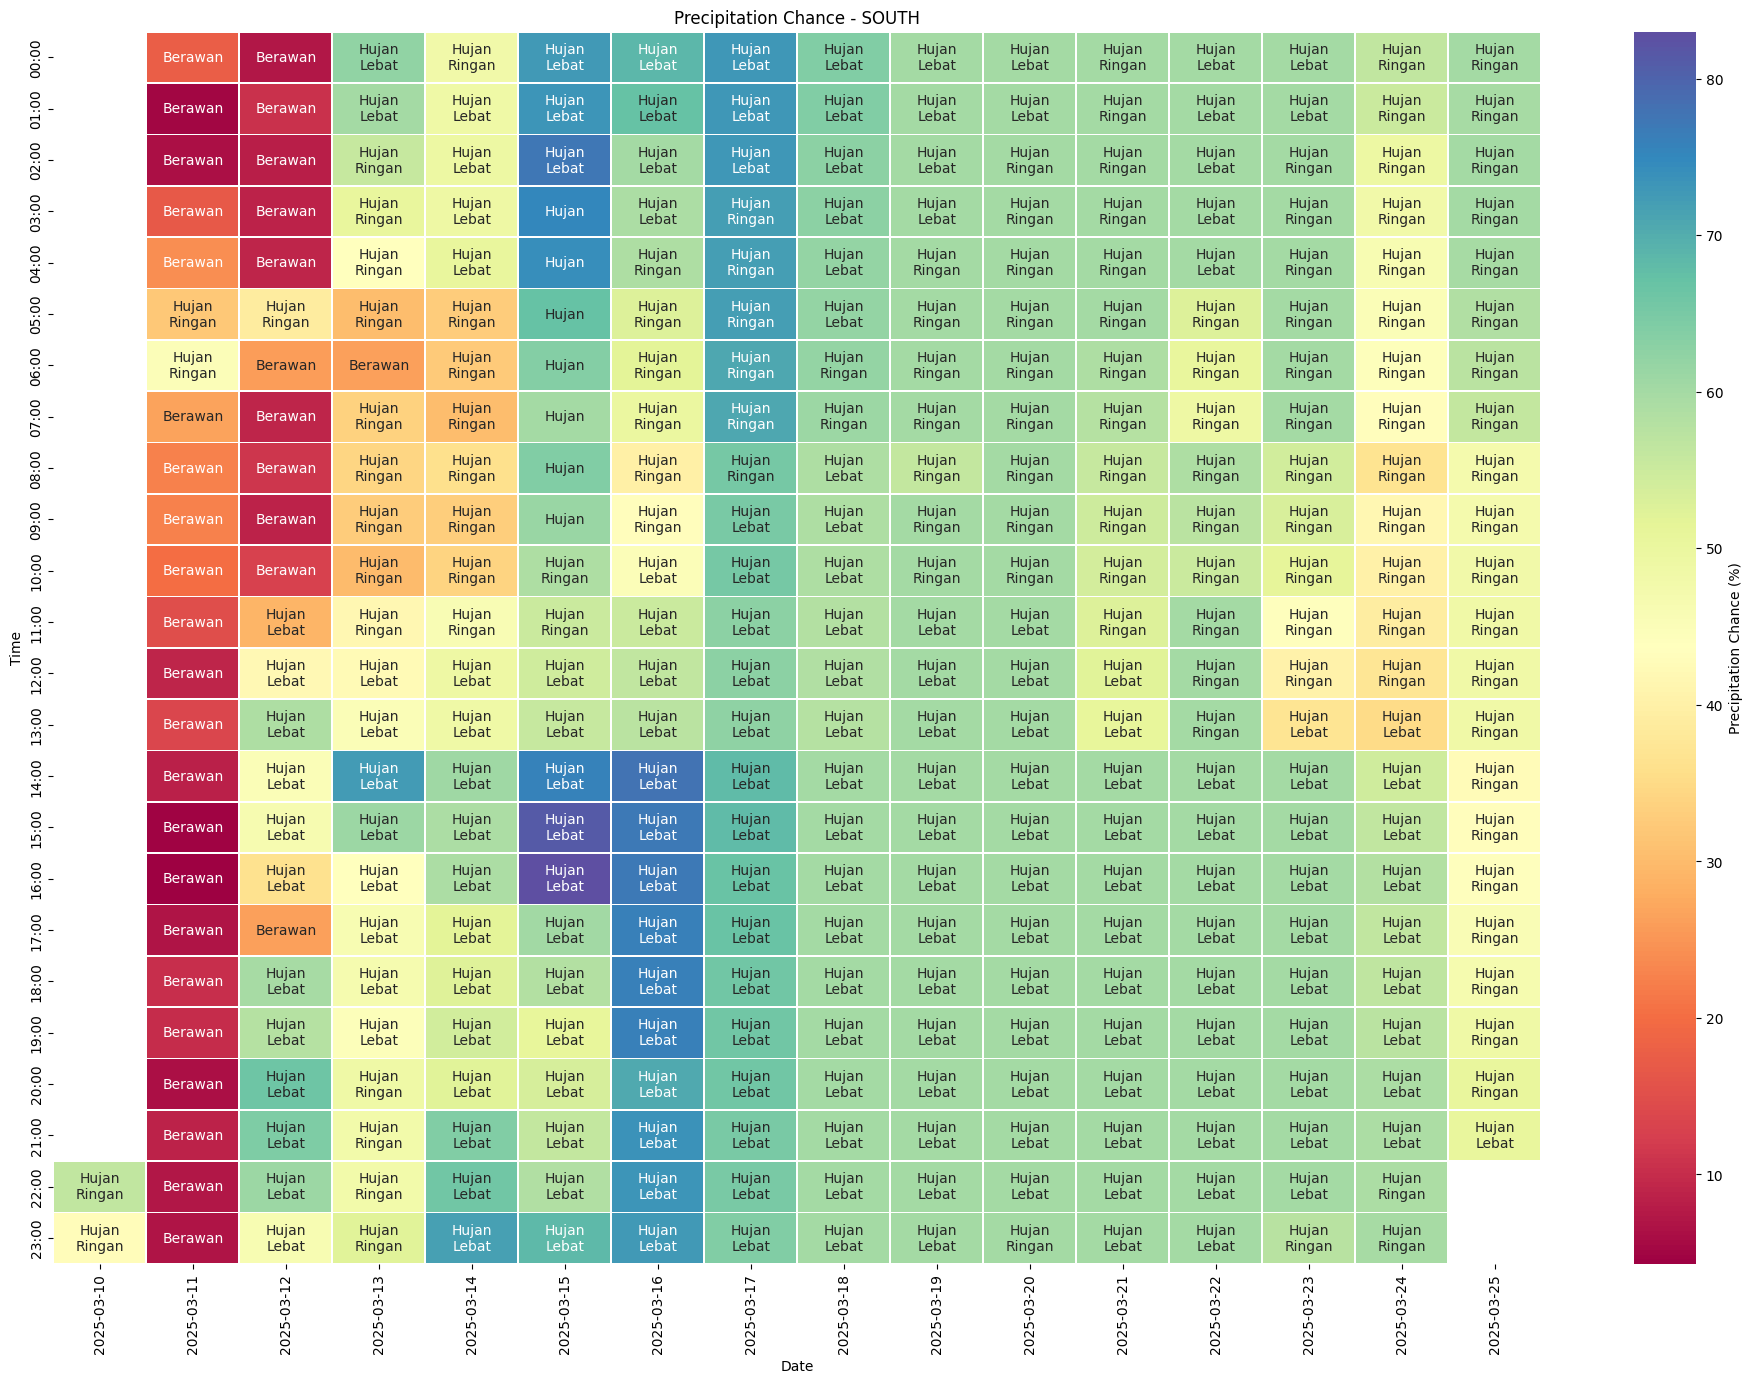 Precipitation Chance - SOUTH
00:00 Berawan Berawan Hujan Lebat Hujan Ringan Hujan Lebat Hujan Lebat Hujan Lebat Hujan Lebat Hujan Lebat Hujan Lebat Hujan Ringan Hujan Lebat Hujan Lebat Hujan Ringan Hujan Ringan
01:00 Berawan Berawan Hujan Lebat Hujan Lebat Hujan Lebat Hujan Lebat Hujan Lebat Hujan Lebat Hujan Lebat Hujan Lebat Hujan Ringan Hujan Lebat Hujan Lebat Hujan Ringan Hujan Ringan
02:00 Berawan Berawan Hujan Ringan Hujan Lebat Hujan Lebat Hujan Lebat Hujan Lebat Hujan Lebat Hujan Lebat Hujan Ringan Hujan Ringan Hujan Lebat Hujan Ringan Hujan Ringan Hujan Ringan
03:00 Berawan Berawan Hujan Ringan Hujan Lebat Hujan Hujan Lebat Hujan Ringan Hujan Lebat Hujan Lebat Hujan Ringan Hujan Ringan Hujan Lebat Hujan Ringan Hujan Ringan Hujan Ringan
04:00 Berawan Berawan Hujan Ringan Hujan Lebat Hujan Hujan Ringan Hujan Ringan Hujan Lebat Hujan Ringan Hujan Ringan Hujan Ringan Hujan Lebat Hujan Ringan Hujan Ringan Hujan Ringan
05:00 Hujan Ringan Hujan Ringan Hujan Ringan Hujan Ringan Hujan Hujan Ringan Hujan Ringan Hujan Lebat Hujan Ringan Hujan Ringan Hujan Ringan Hujan Ringan Hujan Ringan Hujan Ringan Hujan Ringan
06:00 Hujan Ringan Berawan Berawan Hujan Ringan Hujan Hujan Ringan Hujan Ringan Hujan Ringan Hujan Ringan Hujan Ringan Hujan Ringan Hujan Ringan Hujan Ringan Hujan Ringan Hujan Ringan
07:00 Berawan Berawan Hujan Ringan Hujan Ringan Hujan Hujan Ringan Hujan Ringan Hujan Ringan Hujan Ringan Hujan Ringan Hujan Ringan Hujan Ringan Hujan Ringan Hujan Ringan Hujan Ringan
08:00 Berawan Berawan Hujan Ringan Hujan Ringan Hujan Hujan Ringan Hujan Ringan Hujan Lebat Hujan Ringan Hujan Ringan Hujan Ringan Hujan Ringan Hujan Ringan Hujan Ringan Hujan Ringan
09:00 Berawan Berawan Hujan Ringan Hujan Ringan Hujan Hujan Ringan Hujan Lebat Hujan Lebat Hujan Ringan Hujan Ringan Hujan Ringan Hujan Ringan Hujan Ringan Hujan Ringan Hujan Ringan
10:00 Berawan Berawan Hujan Ringan Hujan Ringan Hujan Ringan Hujan Lebat Hujan Lebat Hujan Lebat Hujan Ringan Hujan Ringan Hujan Ringan Hujan Ringan Hujan Ringan Hujan Ringan Hujan Ringan
11:00 Berawan Hujan Lebat Hujan Ringan Hujan Ringan Hujan Ringan Hujan Lebat Hujan Lebat Hujan Lebat Hujan Lebat Hujan Lebat Hujan Ringan Hujan Ringan Hujan Ringan Hujan Ringan Hujan Ringan
12:00 Berawan Hujan Lebat Hujan Lebat Hujan Lebat Hujan Lebat Hujan Lebat Hujan Lebat Hujan Lebat Hujan Lebat Hujan Lebat Hujan Lebat Hujan Ringan Hujan Ringan Hujan Ringan Hujan Ringan
13:00 Berawan Hujan Lebat Hujan Lebat Hujan Lebat Hujan Lebat Hujan Lebat Hujan Lebat Hujan Lebat Hujan Lebat Hujan Lebat Hujan Lebat Hujan Ringan Hujan Lebat Hujan Lebat Hujan Ringan
14:00 Berawan Hujan Lebat Hujan Lebat Hujan Lebat Hujan Lebat Hujan Lebat Hujan Lebat Hujan Lebat Hujan Lebat Hujan Lebat Hujan Lebat Hujan Lebat Hujan Lebat Hujan Lebat Hujan Ringan
15:00 Berawan Hujan Lebat Hujan Lebat Hujan Lebat Hujan Lebat Hujan Lebat Hujan Lebat Hujan Lebat Hujan Lebat Hujan Lebat Hujan Lebat Hujan Lebat Hujan Lebat Hujan Lebat Hujan Ringan
16:00 Berawan Hujan Lebat Hujan Lebat Hujan Lebat Hujan Lebat Hujan Lebat Hujan Lebat Hujan Lebat Hujan Lebat Hujan Lebat Hujan Lebat Hujan Lebat Hujan Lebat Hujan Lebat Hujan Ringan
17:00 Berawan Berawan Hujan Lebat Hujan Lebat Hujan Lebat Hujan Lebat Hujan Lebat Hujan Lebat Hujan Lebat Hujan Lebat Hujan Lebat Hujan Lebat Hujan Lebat Hujan Lebat Hujan Ringan
18:00 Berawan Hujan Lebat Hujan Lebat Hujan Lebat Hujan Lebat Hujan Lebat Hujan Lebat Hujan Lebat Hujan Lebat Hujan Lebat Hujan Lebat Hujan Lebat Hujan Lebat Hujan Lebat Hujan Ringan
19:00 Berawan Hujan Lebat Hujan Lebat Hujan Lebat Hujan Lebat Hujan Lebat Hujan Lebat Hujan Lebat Hujan Lebat Hujan Lebat Hujan Lebat Hujan Lebat Hujan Lebat Hujan Lebat Hujan Ringan
20:00 Berawan Hujan Lebat Hujan Ringan Hujan Lebat Hujan Lebat Hujan Lebat Hujan Lebat Hujan Lebat Hujan Lebat Hujan Lebat Hujan Lebat Hujan Lebat Hujan Lebat Hujan Lebat Hujan Ringan
21:00 Berawan Hujan Lebat Hujan Ringan Hujan Lebat Hujan Lebat Hujan Lebat Hujan Lebat Hujan Lebat Hujan Lebat Hujan Lebat Hujan Lebat Hujan Lebat Hujan Lebat Hujan Lebat Hujan Lebat
22:00 Hujan Ringan Berawan Hujan Lebat Hujan Ringan Hujan Lebat Hujan Lebat Hujan Lebat Hujan Lebat Hujan Lebat Hujan Lebat Hujan Lebat Hujan Lebat Hujan Lebat Hujan Lebat Hujan Ringan
23:00 Hujan Ringan Berawan Hujan Lebat Hujan Ringan Hujan Lebat Hujan Lebat Hujan Lebat Hujan Lebat Hujan Lebat Hujan Lebat Hujan Ringan Hujan Lebat Hujan Lebat Hujan Ringan Hujan Ringan
Time
2025-03-10 2025-03-11 2025-03-12 2025-03-13 2025-03-14 2025-03-15 2025-03-16 2025-03-17 2025-03-18 2025-03-19 2025-03-20 2025-03-21 2025-03-22 2025-03-23 2025-03-24 2025-03-25
Date
80
70
60
50
40
30
20
10
Precipitation Chance (%)